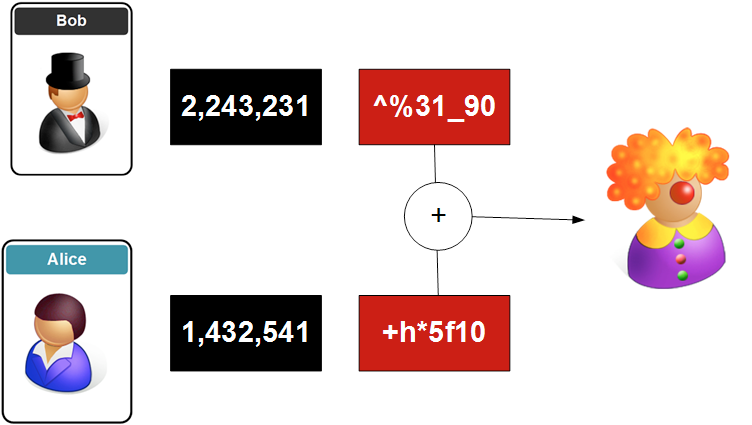 Bob
2,243,231
^%31_90
+
Alice
1,432,541
+h*5f10